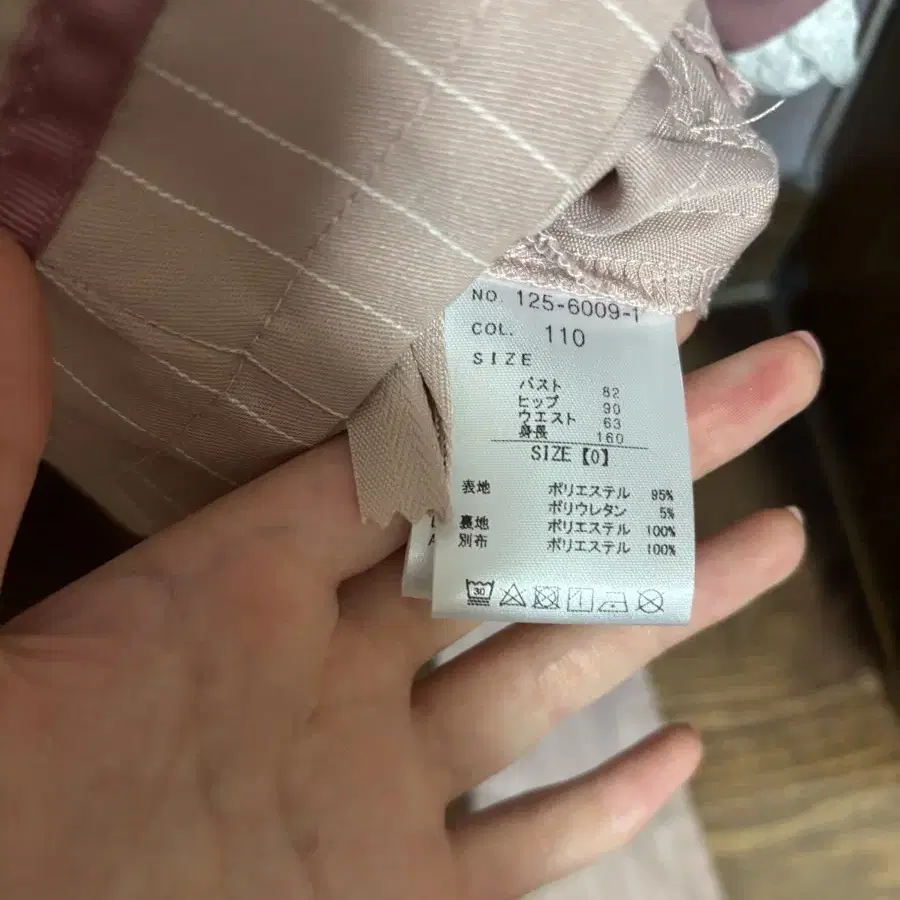 NO. 125-6009-1
COL. 110
SIZE
バスト 82
ヒップ 90
ウエスト 63
身長 160
SIZE【0】
表地 ポリエステル 95%
ポリウレタン 5%
裏地 ポリエステル 100%
別布 ポリエステル 100%
30